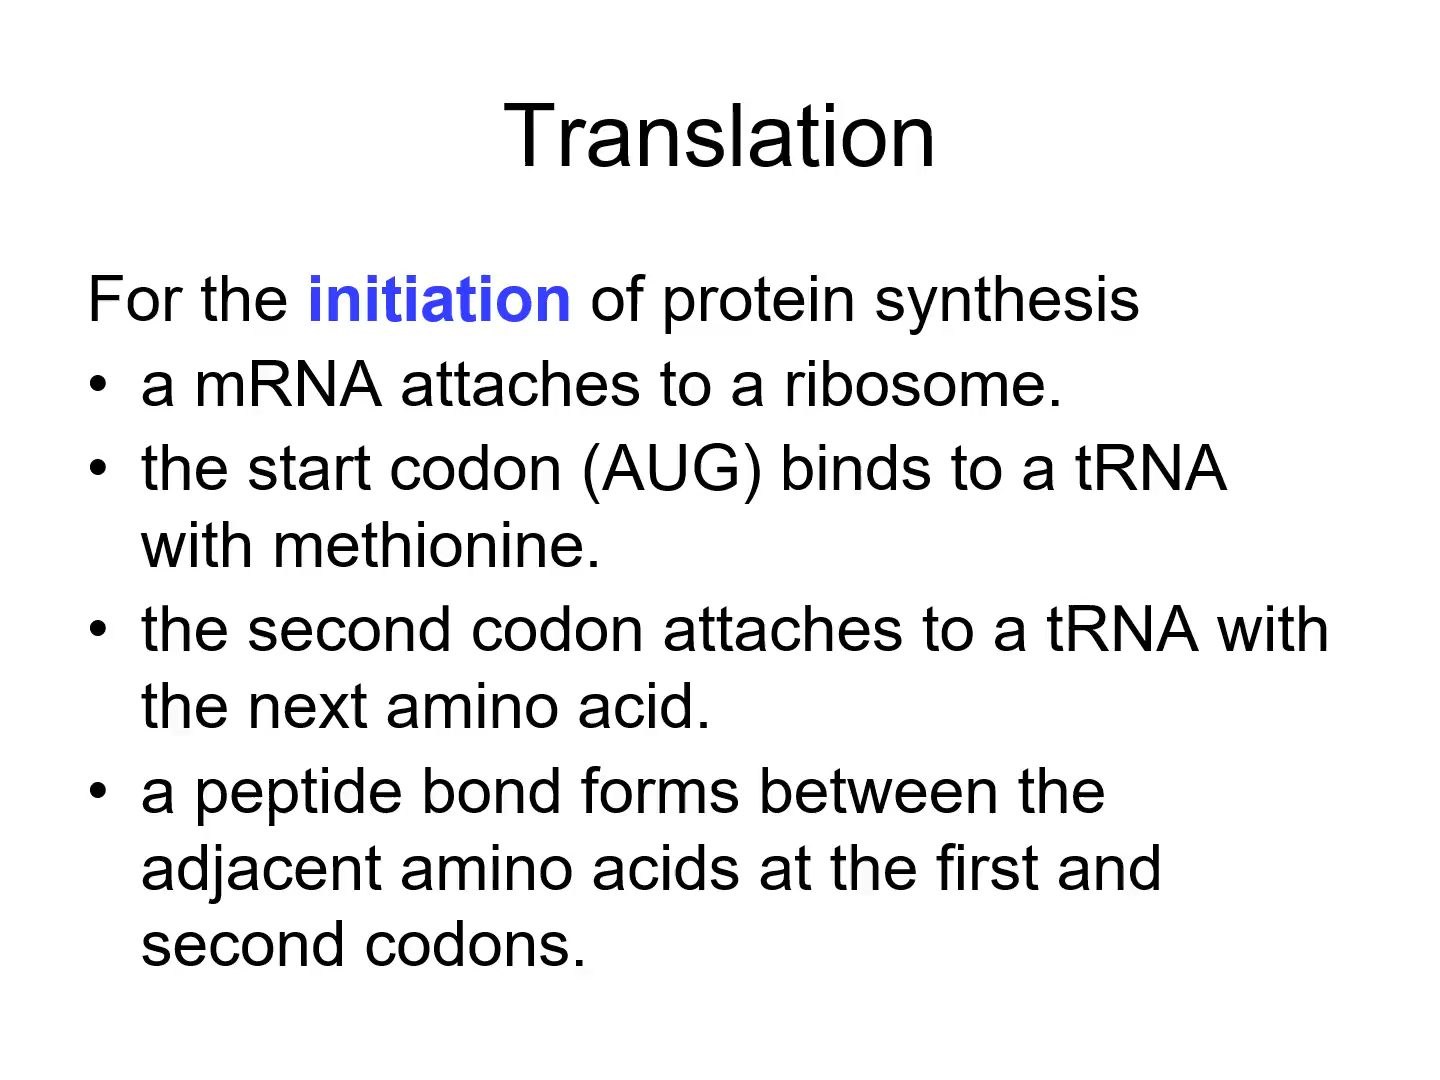 Translation
For the initiation of protein synthesis
• a mRNA attaches to a ribosome.
• the start codon (AUG) binds to a tRNA
with methionine.
• the second codon attaches to a tRNA with
the next amino acid.
• a peptide bond forms between the
adjacent amino acids at the first and
second codons.